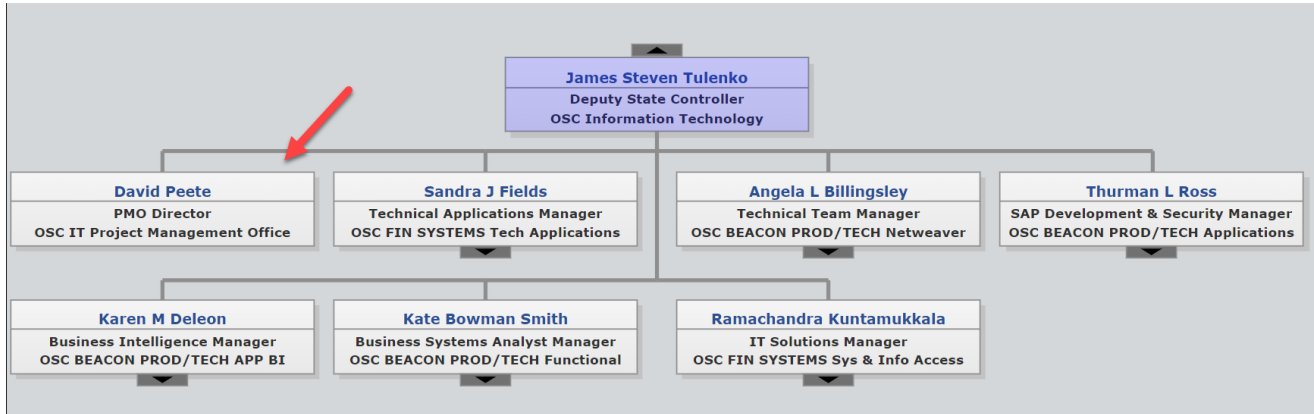 James Steven Tulenko
Deputy State Controller
OSC Information Technology
David Peete
PMO Director
OSC IT Project Management Office
Sandra J Fields
Technical Applications Manager
OSC FIN SYSTEMS Tech Applications
Angela L Billingsley
Technical Team Manager
OSC BEACON PROD/TECH Netweaver
Thurman L Ross
SAP Development & Security Manager
OSC BEACON PROD/TECH Applications
Karen M Deleon
Business Intelligence Manager
OSC BEACON PROD/TECH APP BI
Kate Bowman Smith
Business Systems Analyst Manager
OSC BEACON PROD/TECH Functional
Ramachandra Kuntamukkala
IT Solutions Manager
OSC FIN SYSTEMS Sys & Info Access